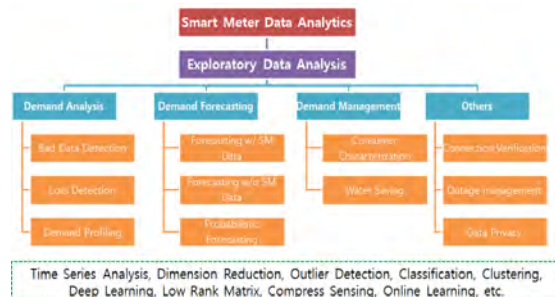 Smart Meter Data Analytics
Exploratory Data Analysis
Demand Analysis
Demand Forecasting
Demand Management
Others
Bad Data Detection
Loss Detection
Demand Profiling
Forecasting w/ SM
Data
Forecasting w/o SM
Data
Probabilistic
Forecasting
Consumer
Characterization
Water Saving
Connection Verification
Outage management
Data Privacy
Time Series Analysis, Dimension Reduction, Outlier Detection, Classification, Clustering,
Deep Learning, Low Rank Matrix, Compress Sensing, Online Learning, etc.